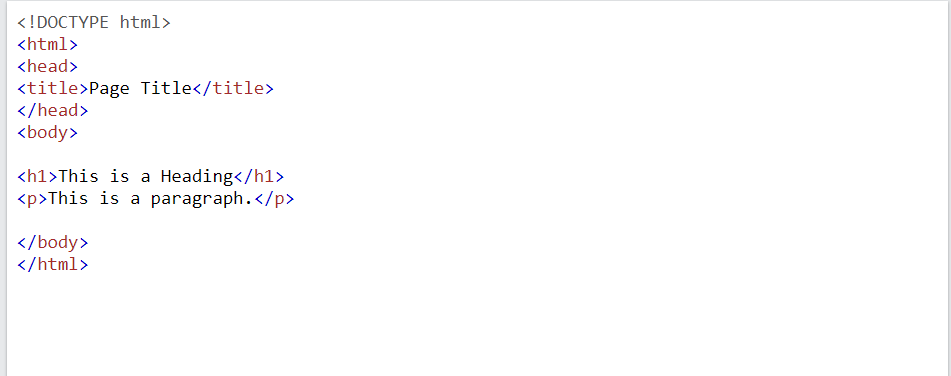 <!DOCTYPE html>
<html>
<head>
<title>Page Title</title>
</head>
<body>
<h1>This is a Heading</h1>
<p>This is a paragraph.</p>
</body>
</html>